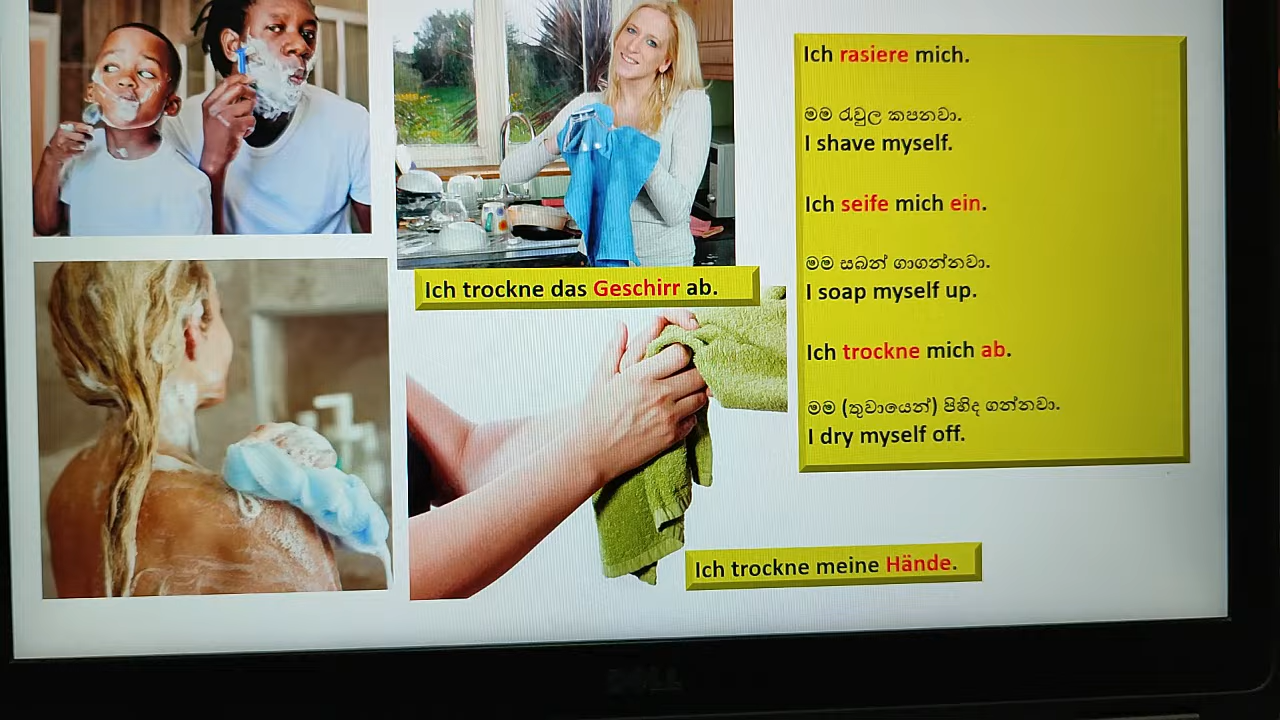 Ich rasiere mich.
මම රැවුල කපනවා.
I shave myself.
Ich seife mich ein.
මම සබන් ගාගන්නවා.
I soap myself up.
Ich trockne mich ab.
මම (තුවායෙන්) පිහිද ගන්නවා.
I dry myself off.
Ich trockne das Geschirr ab.
Ich trockne meine Hände.
DELL